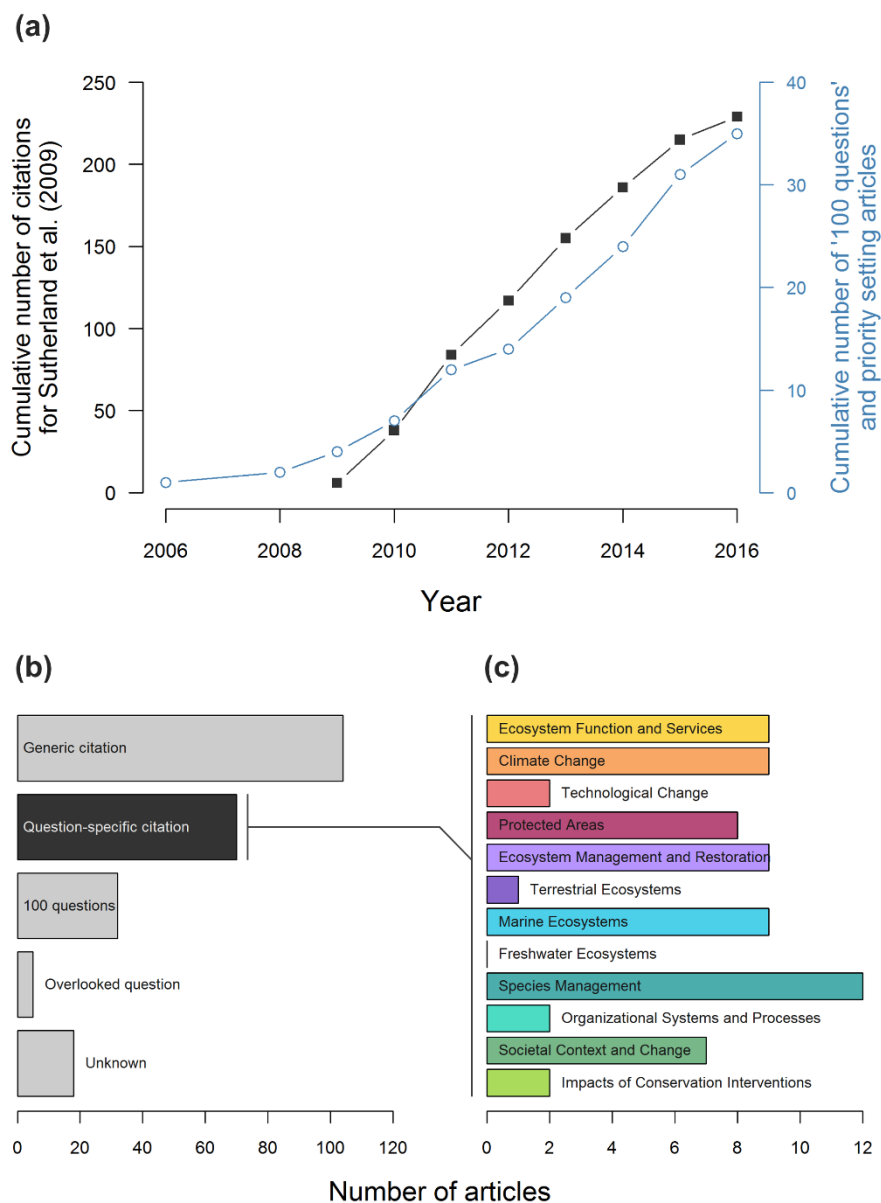 (a)
Cumulative number of citations
for Sutherland et al. (2009)
250
200
150
100
50
0
40
30
20
10
0
Cumulative number of '100 questions'
and priority setting articles
2006 2008 2010 2012 2014 2016
Year
(b)
Generic citation
Question-specific citation
100 questions
Overlooked question
Unknown
0 20 40 60 80 100 120
(c)
Ecosystem Function and Services
Climate Change
Technological Change
Protected Areas
Ecosystem Management and Restoration
Terrestrial Ecosystems
Marine Ecosystems
Freshwater Ecosystems
Species Management
Organizational Systems and Processes
Societal Context and Change
Impacts of Conservation Interventions
0 2 4 6 8 10 12
Number of articles